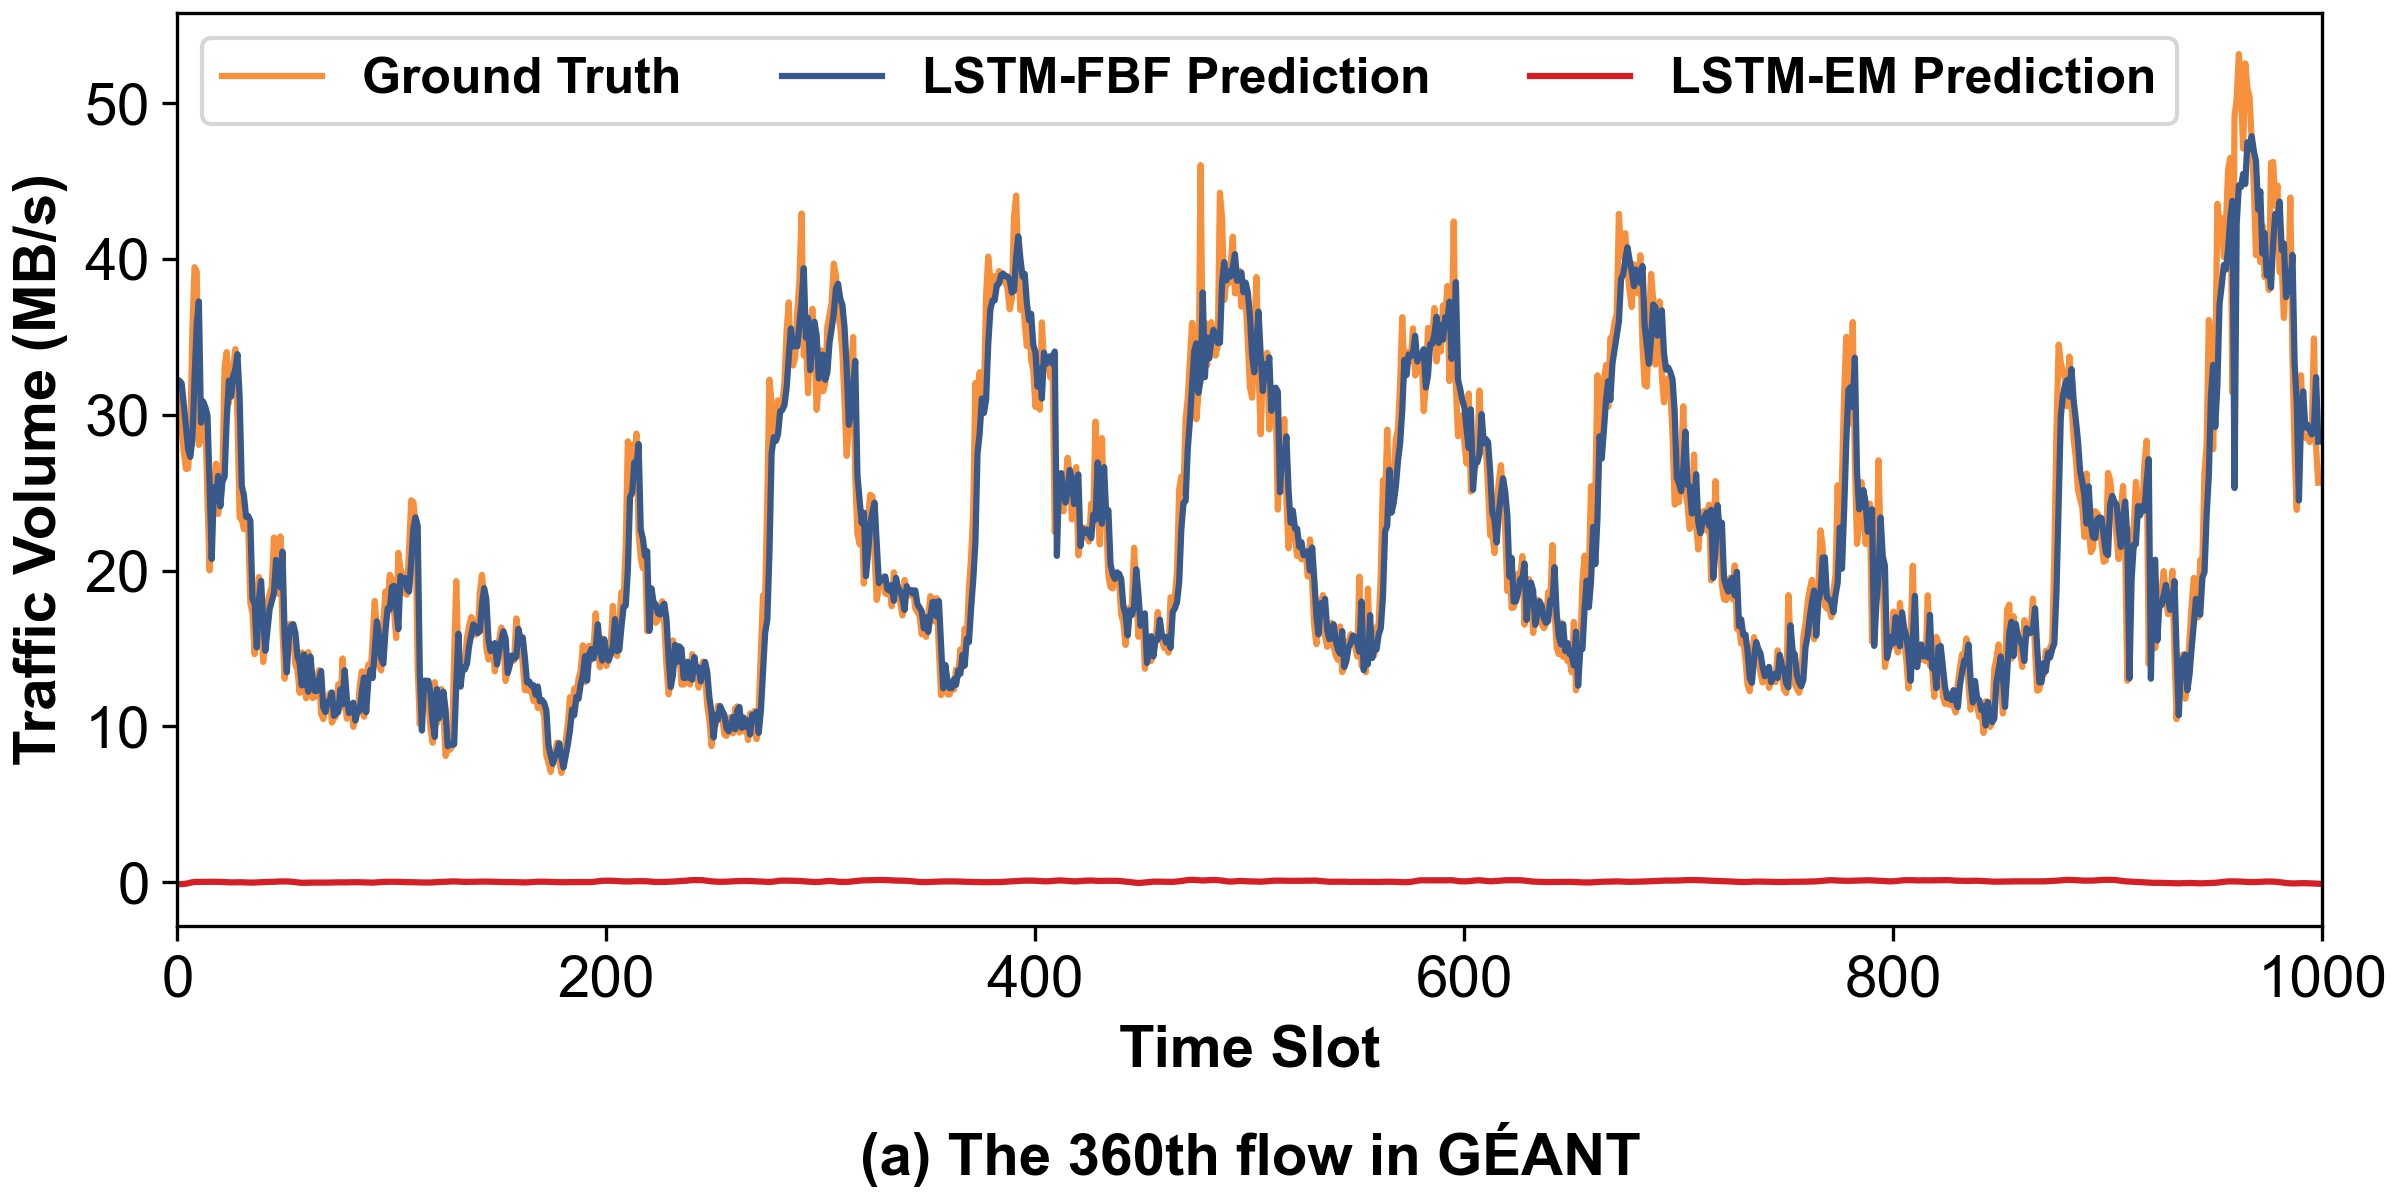 Ground Truth LSTM-FBF Prediction LSTM-EM Prediction
Traffic Volume (MB/s)
50
40
30
20
10
0
0 200 400 600 800 1000
Time Slot
(a) The 360th flow in GÉANT